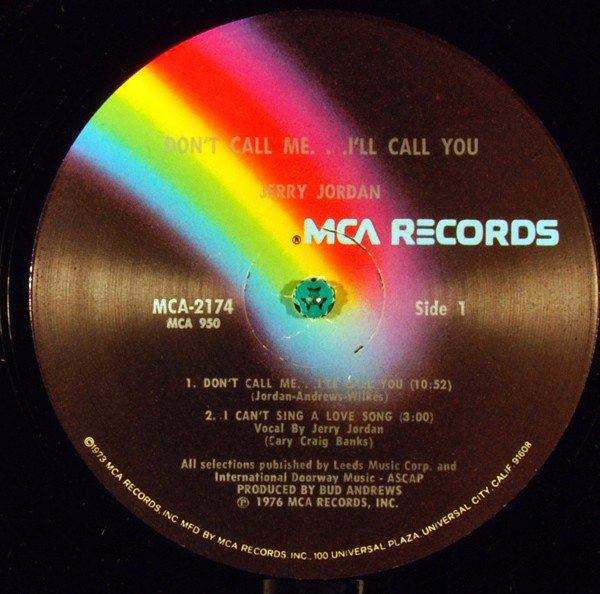 DON'T CALL ME. . .I'LL CALL YOU
JERRY JORDAN
® MCA RECORDS
MCA-2174
MCA 950
Side 1
1. DON'T CALL ME. . .I'LL CALL YOU (10:52)
(Jordan-Andrews-Wilkes)
2. I CAN'T SING A LOVE SONG (3:00)
Vocal By Jerry Jordan
(Cary Craig Banks)
All selections published by Leeds Music Corp. and
International Doorway Music - ASCAP
PRODUCED BY BUD ANDREWS
℗ 1976 MCA RECORDS, INC.
©1973 MCA RECORDS, INC. MFD BY MCA RECORDS, INC., 100 UNIVERSAL PLAZA, UNIVERSAL CITY, CALIF. 91608